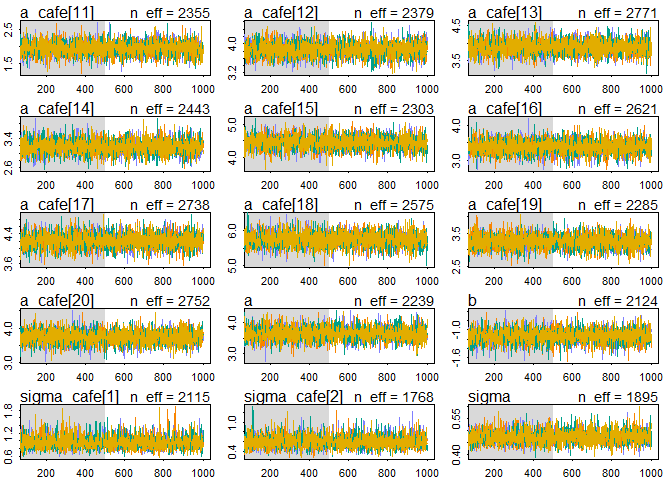 a_cafe[11] n_eff = 2355 a_cafe[12] n_eff = 2379 a_cafe[13] n_eff = 2771
1.5 2.5
3.2 4.0
3.5 4.5
200 400 600 800 1000 200 400 600 800 1000 200 400 600 800 1000
a_cafe[14] n_eff = 2443 a_cafe[15] n_eff = 2303 a_cafe[16] n_eff = 2621
2.6 3.4
4.0 5.0
3.0 4.0
200 400 600 800 1000 200 400 600 800 1000 200 400 600 800 1000
a_cafe[17] n_eff = 2738 a_cafe[18] n_eff = 2575 a_cafe[19] n_eff = 2285
3.6 4.4
5.0 6.0
2.5 3.5
200 400 600 800 1000 200 400 600 800 1000 200 400 600 800 1000
a_cafe[20] n_eff = 2752 a n_eff = 2239 b n_eff = 2124
3.0 4.0
3.0 4.0
-1.6 -1.0
200 400 600 800 1000 200 400 600 800 1000 200 400 600 800 1000
sigma_cafe[1] n_eff = 2115 sigma_cafe[2] n_eff = 1768 sigma n_eff = 1895
0.6 1.2 1.8
0.4 1.0
0.40 0.55
200 400 600 800 1000 200 400 600 800 1000 200 400 600 800 1000